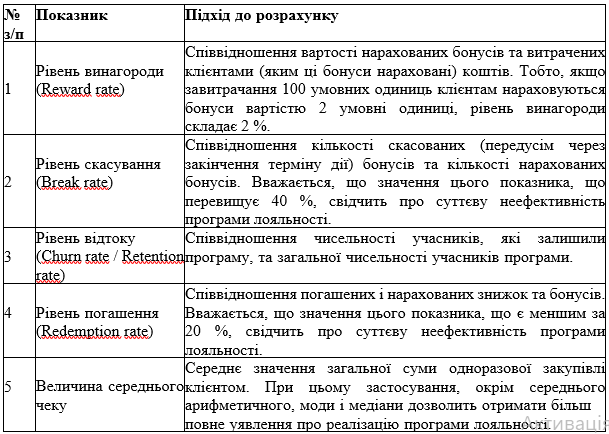 № з/п
Показник
Підхід до розрахунку
1
Рівень винагороди
(Reward rate)
Співвідношення вартості нарахованих бонусів та витрачених
клієнтами (яким ці бонуси нараховані) коштів. Тобто, якщо
завитрачання 100 умовних одиниць клієнтам нараховуються
бонуси вартістю 2 умовні одиниці, рівень винагороди
складає 2 %.
2
Рівень скасування
(Break rate)
Співвідношення кількості скасованих (передусім через
закінчення терміну дії) бонусів та кількості нарахованих
бонусів. Вважається, що значення цього показника, що
перевищує 40 %, свідчить про суттєву неефективність
програми лояльності.
3
Рівень відтоку
(Churn rate / Retention
rate)
Співвідношення чисельності учасників, які залишили
програму, та загальної чисельності учасників програми.
4
Рівень погашення
(Redemption rate)
Співвідношення погашених і нарахованих знижок та бонусів.
Вважається, що значення цього показника, що є меншим за
20 %, свідчить про суттєву неефективність програми
лояльності.
5
Величина середнього
чеку
Середнє значення загальної суми одноразової закупівлі
клієнтом. При цьому застосування, окрім середнього
арифметичного, моди і медіани дозволить отримати більш
повне уявлення про реалізацію програми лояльності.
Активаці